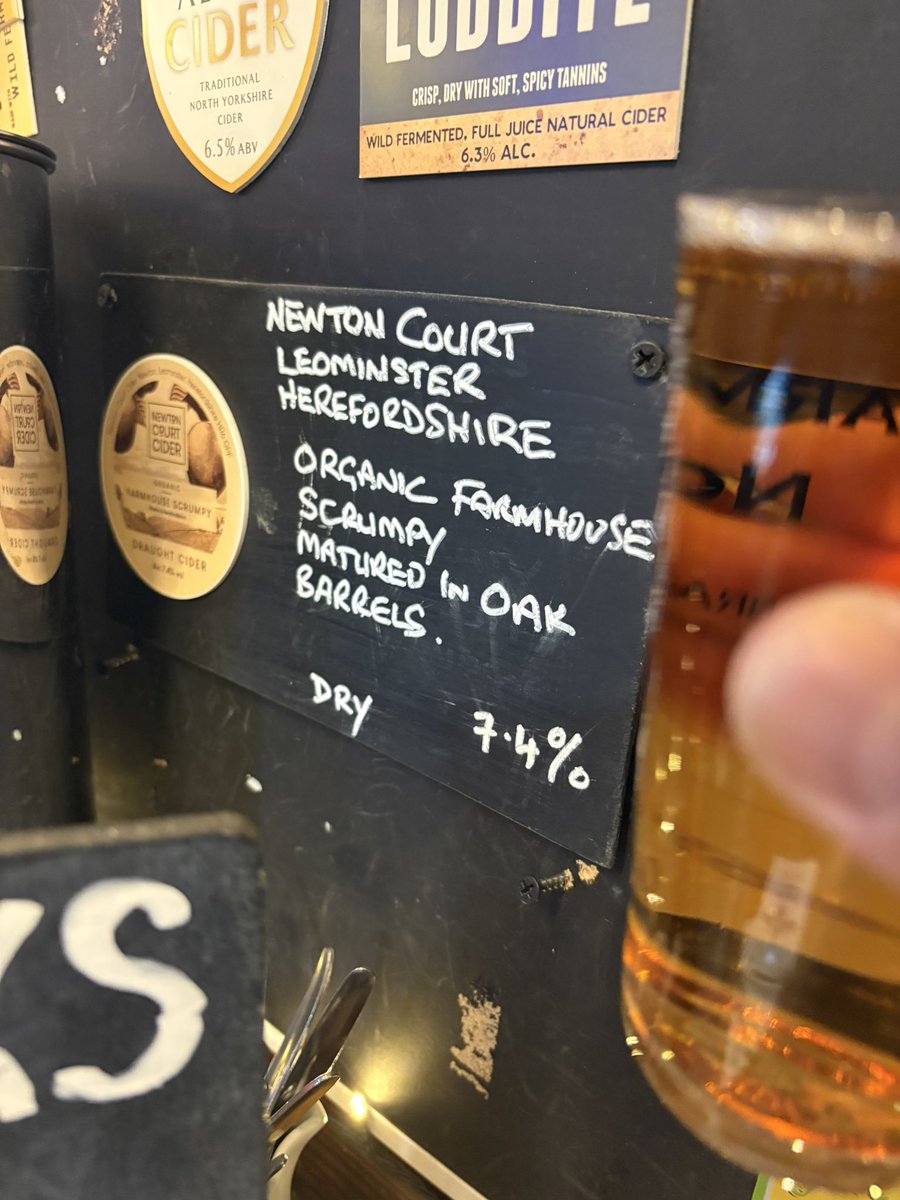 CIDER
TRADITIONAL
NORTH YORKSHIRE
CIDER
6.5% ABV
LUDDITE
CRISP, DRY WITH SOFT, SPICY TANNINS
WILD FERMENTED, FULL JUICE NATURAL CIDER
6.3% ALC.
NEWTON COURT
LEOMINSTER
HEREFORDSHIRE
ORGANIC FARMHOUSE
SCRUMPY
MATURED IN OAK
BARRELS.
DRY 7.4%
NEWTON
COURT
CIDER
ORGANIC
FARMHOUSE SCRUMPY
DRAUGHT CIDER
S